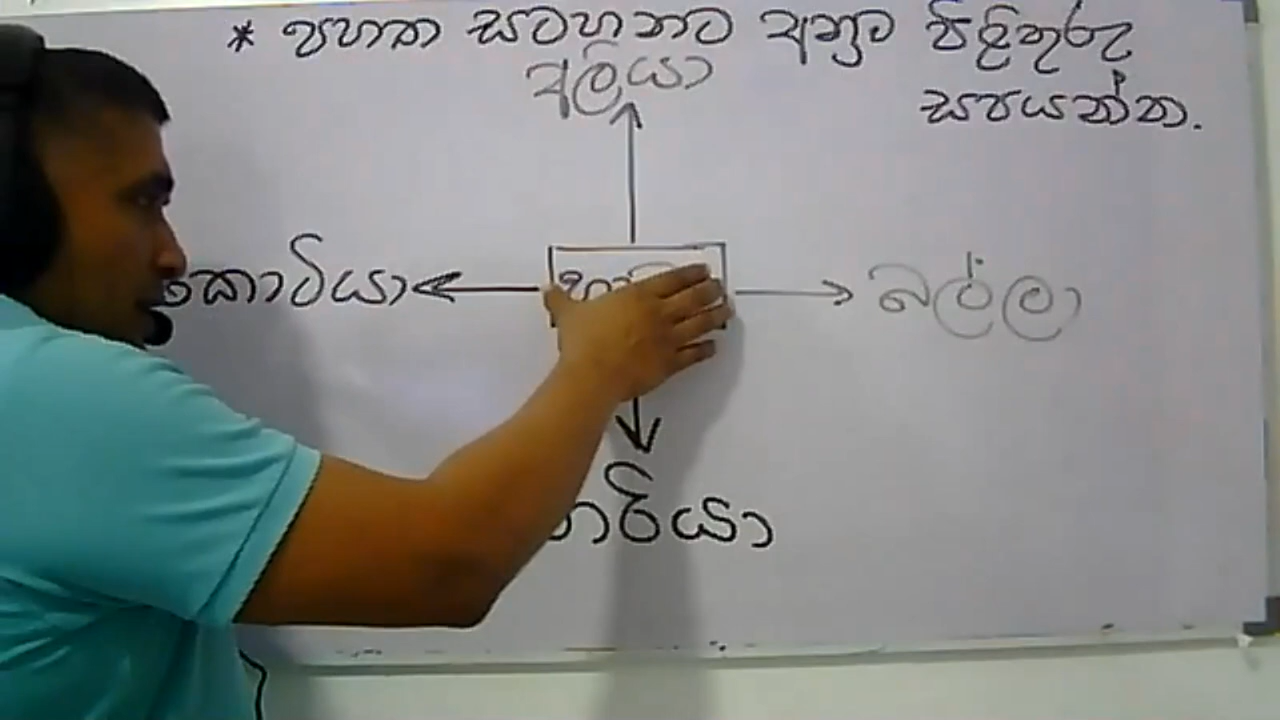 * පහත සටහනට අනුව පිළිතුරු
සපයන්න.
අලියා
කොටියා
බල්ලා